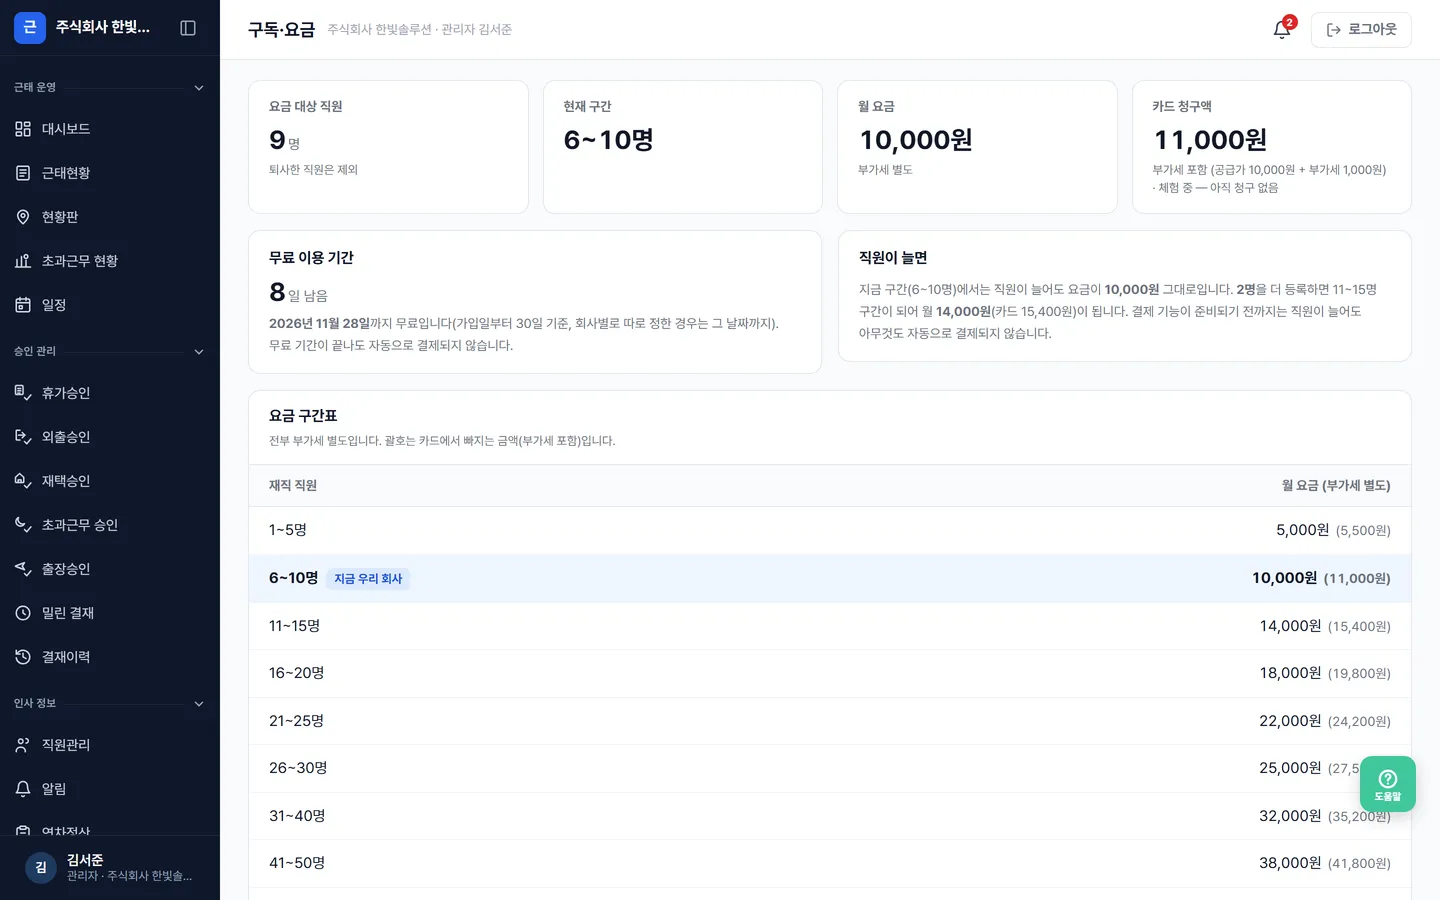 근
주식회사 한빛...
구독·요금
주식회사 한빛솔루션 · 관리자 김서준
2
로그아웃
근태 운영
대시보드
근태현황
현황판
초과근무 현황
일정
승인 관리
휴가승인
외출승인
재택승인
초과근무 승인
출장승인
밀린 결재
결재이력
인사 정보
직원관리
알림
연차정산
김
김서준
관리자 · 주식회사 한빛솔...
요금 대상 직원
9명
퇴사한 직원은 제외
현재 구간
6~10명
월 요금
10,000원
부가세 별도
카드 청구액
11,000원
부가세 포함 (공급가 10,000원 + 부가세 1,000원)
· 체험 중 — 아직 청구 없음
무료 이용 기간
8일 남음
2026년 11월 28일까지 무료입니다(가입일부터 30일 기준, 회사별로 따로 정한 경우는 그 날짜까지).
무료 기간이 끝나도 자동으로 결제되지 않습니다.
직원이 늘면
지금 구간(6~10명)에서는 직원이 늘어도 요금이 10,000원 그대로입니다. 2명을 더 등록하면 11~15명
구간이 되어 월 14,000원(카드 15,400원)이 됩니다. 결제 기능이 준비되기 전까지는 직원이 늘어도
아무것도 자동으로 결제되지 않습니다.
요금 구간표
전부 부가세 별도입니다. 괄호는 카드에서 빠지는 금액(부가세 포함)입니다.
재직 직원 월 요금 (부가세 별도)
1~5명 5,000원 (5,500원)
6~10명 지금 우리 회사 10,000원 (11,000원)
11~15명 14,000원 (15,400원)
16~20명 18,000원 (19,800원)
21~25명 22,000원 (24,200원)
26~30명 25,000원 (27,5
31~40명 32,000원 (35,200원)
41~50명 38,000원 (41,800원)
도움말